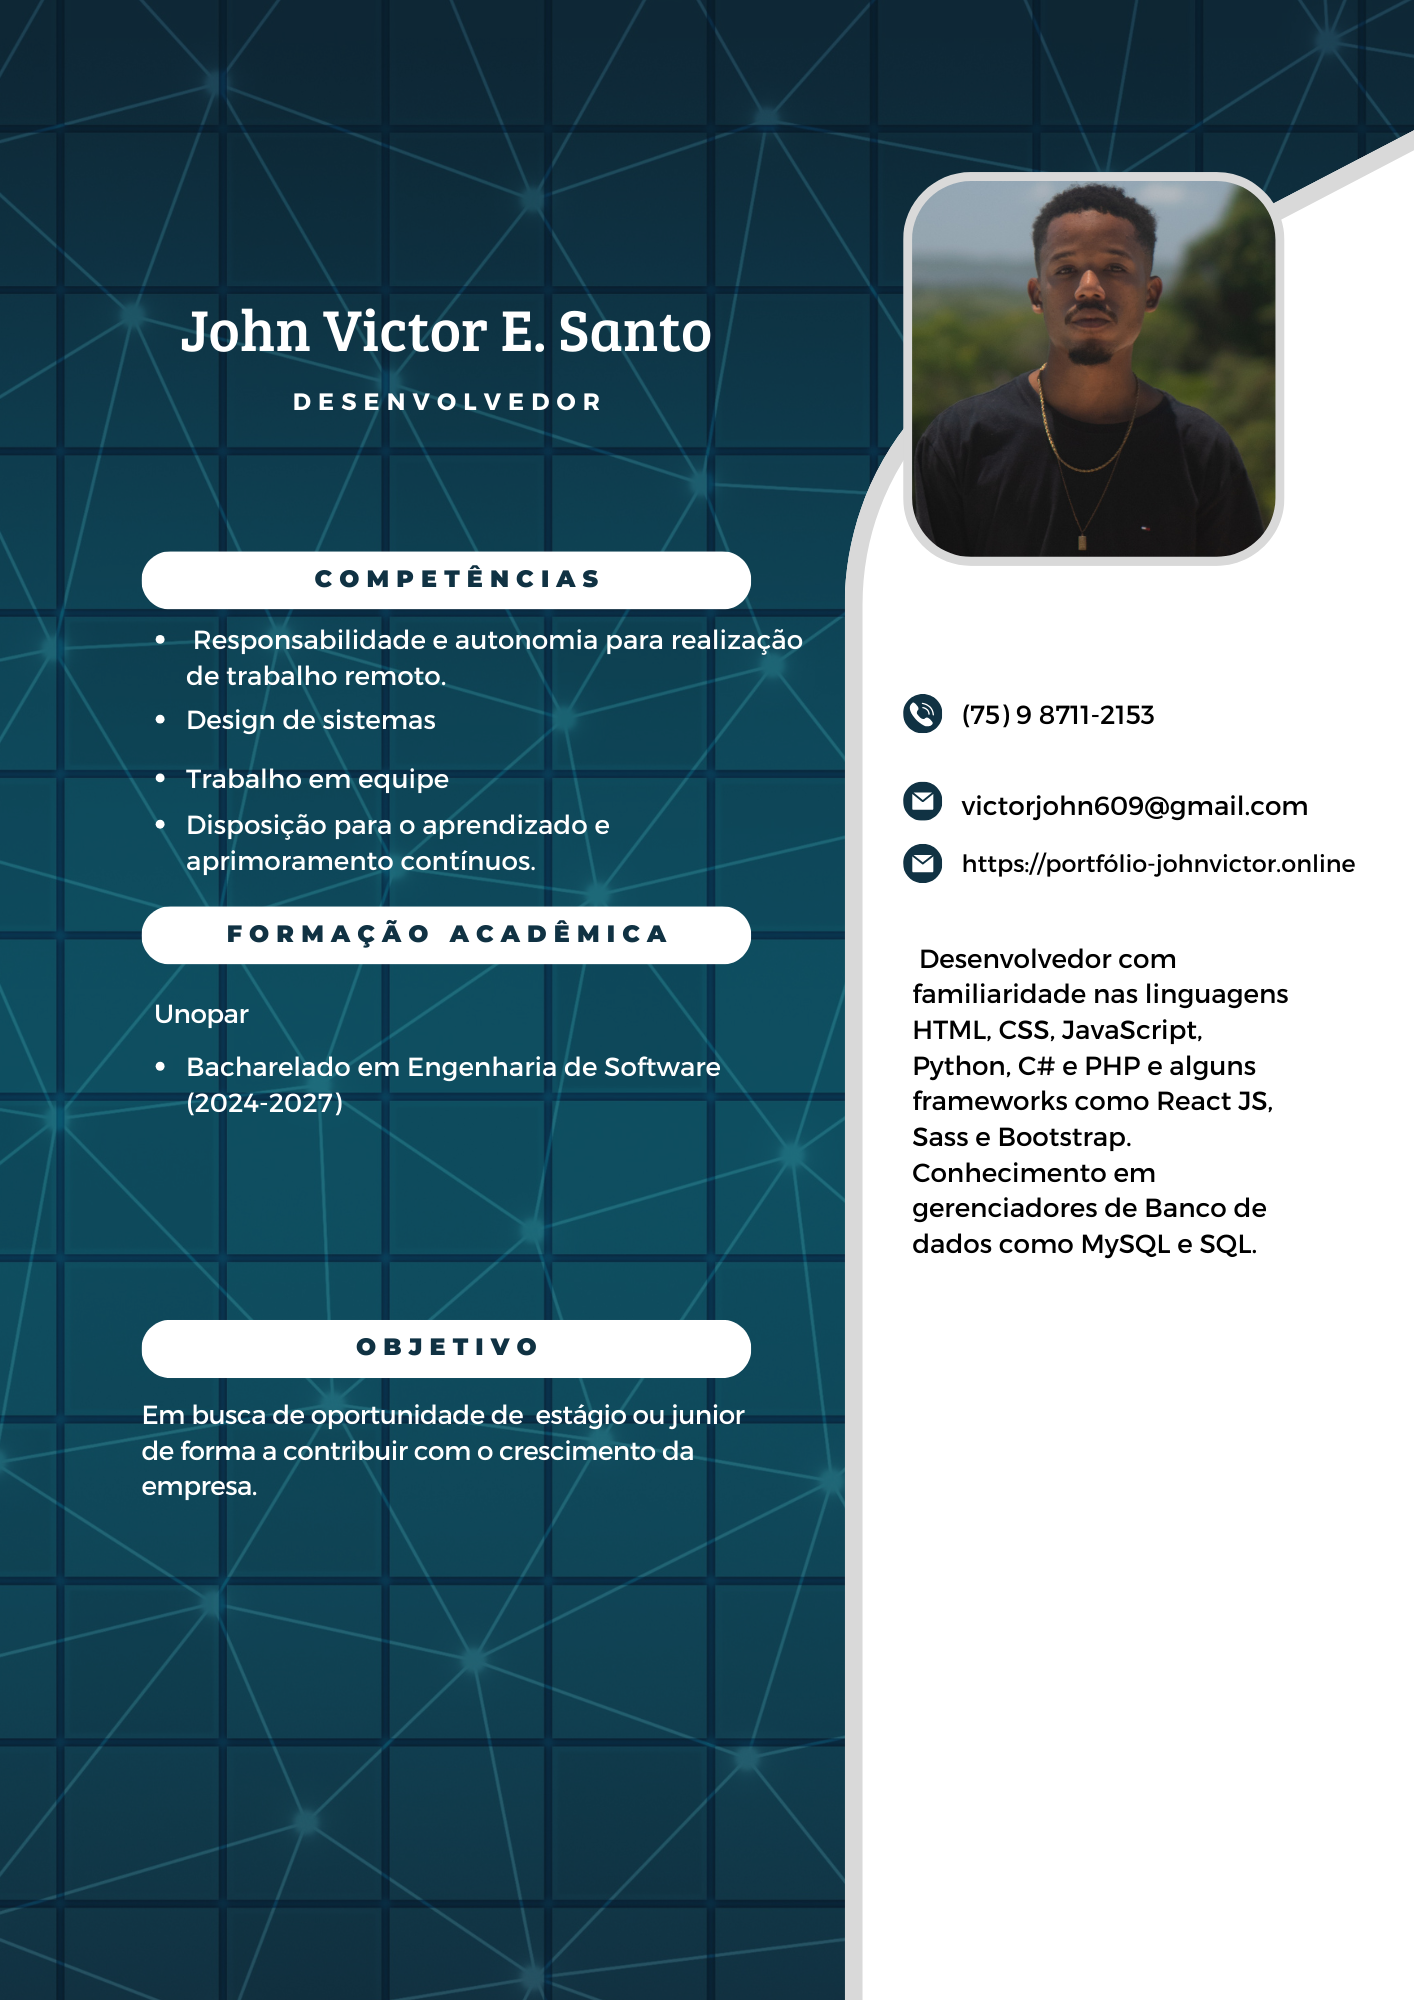 John Victor E. Santo
DESENVOLVEDOR
COMPETÊNCIAS
• Responsabilidade e autonomia para realização
de trabalho remoto.
• Design de sistemas
• Trabalho em equipe
• Disposição para o aprendizado e
aprimoramento contínuos.
FORMAÇÃO ACADÊMICA
Unopar
• Bacharelado em Engenharia de Software
(2024-2027)
OBJETIVO
Em busca de oportunidade de estágio ou junior
de forma a contribuir com o crescimento da
empresa.
(75) 9 8711-2153
victorjohn609@gmail.com
https://portfólio-johnvictor.online
Desenvolvedor com
familiaridade nas linguagens
HTML, CSS, JavaScript,
Python, C# e PHP e alguns
frameworks como React JS,
Sass e Bootstrap.
Conhecimento em
gerenciadores de Banco de
dados como MySQL e SQL.